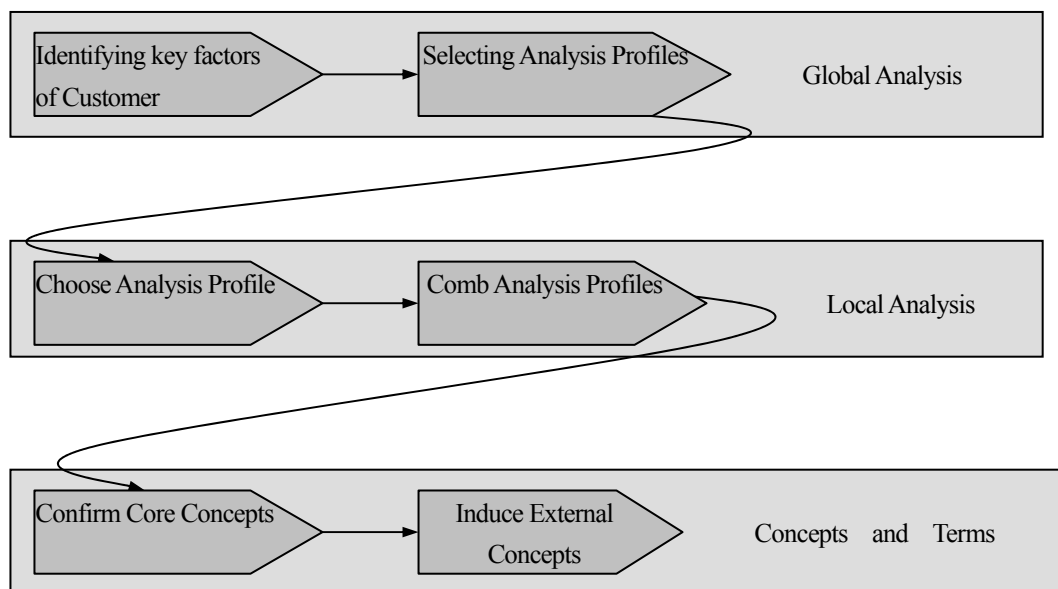 Identifying key factors
of Customer
Selecting Analysis Profiles
Global Analysis
Choose Analysis Profile
Comb Analysis Profiles
Local Analysis
Confirm Core Concepts
Induce External
Concepts
Concepts and Terms